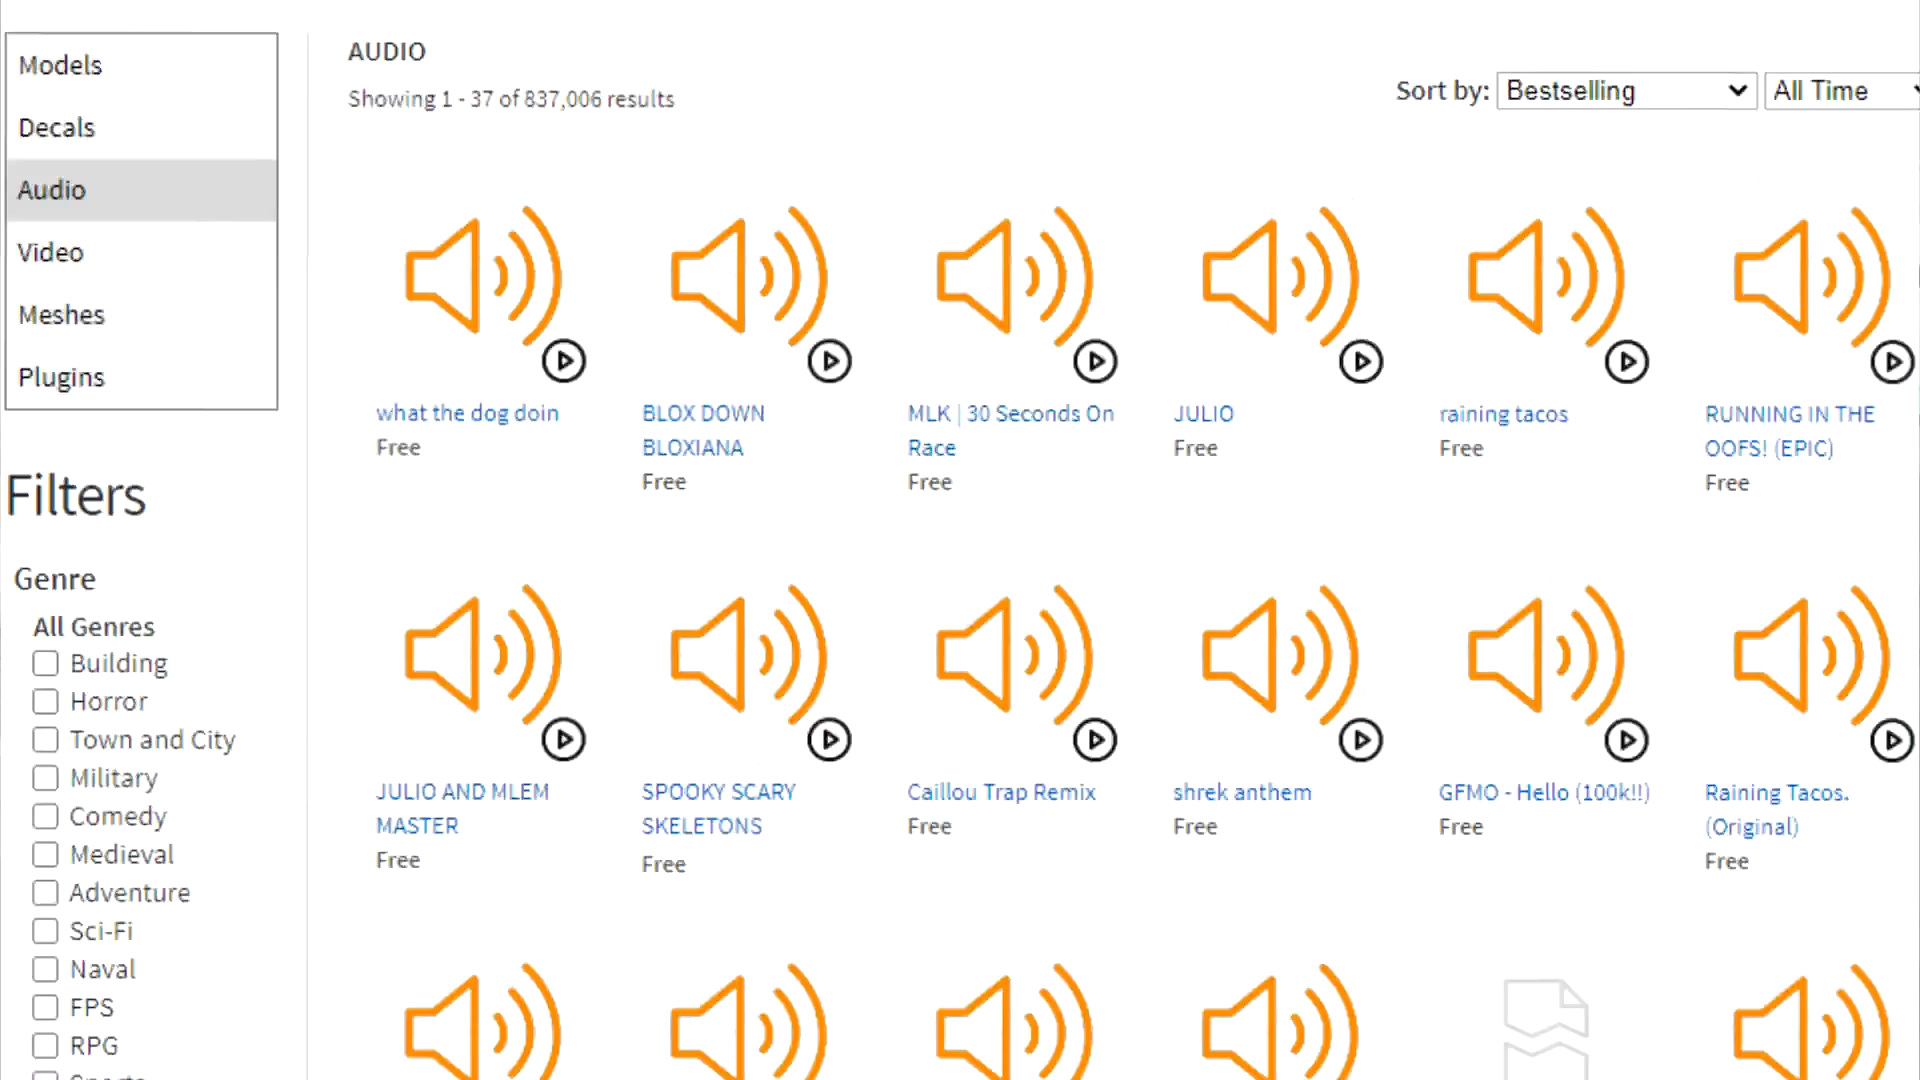 Models
Decals
Audio
Video
Meshes
Plugins
Filters
Genre
All Genres
Building
Horror
Town and City
Military
Comedy
Medieval
Adventure
Sci-Fi
Naval
FPS
RPG
AUDIO
Showing 1 - 37 of 837,006 results
Sort by: Bestselling All Time
what the dog doin
Free
BLOX DOWN
BLOXIANA
Free
MLK | 30 Seconds On
Race
Free
JULIO
Free
raining tacos
Free
RUNNING IN THE
OOFS! (EPIC)
Free
JULIO AND MLEM
MASTER
Free
SPOOKY SCARY
SKELETONS
Free
Caillou Trap Remix
Free
shrek anthem
Free
GFMO - Hello (100k!!)
Free
Raining Tacos.
(Original)
Free